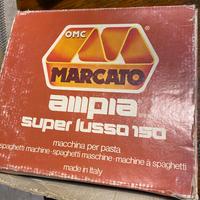 OMC
MARCATO
ampia
super lusso 150
macchina per pasta
spaghetti machine - spaghetti maschine - machine à spaghetti
made in Italy